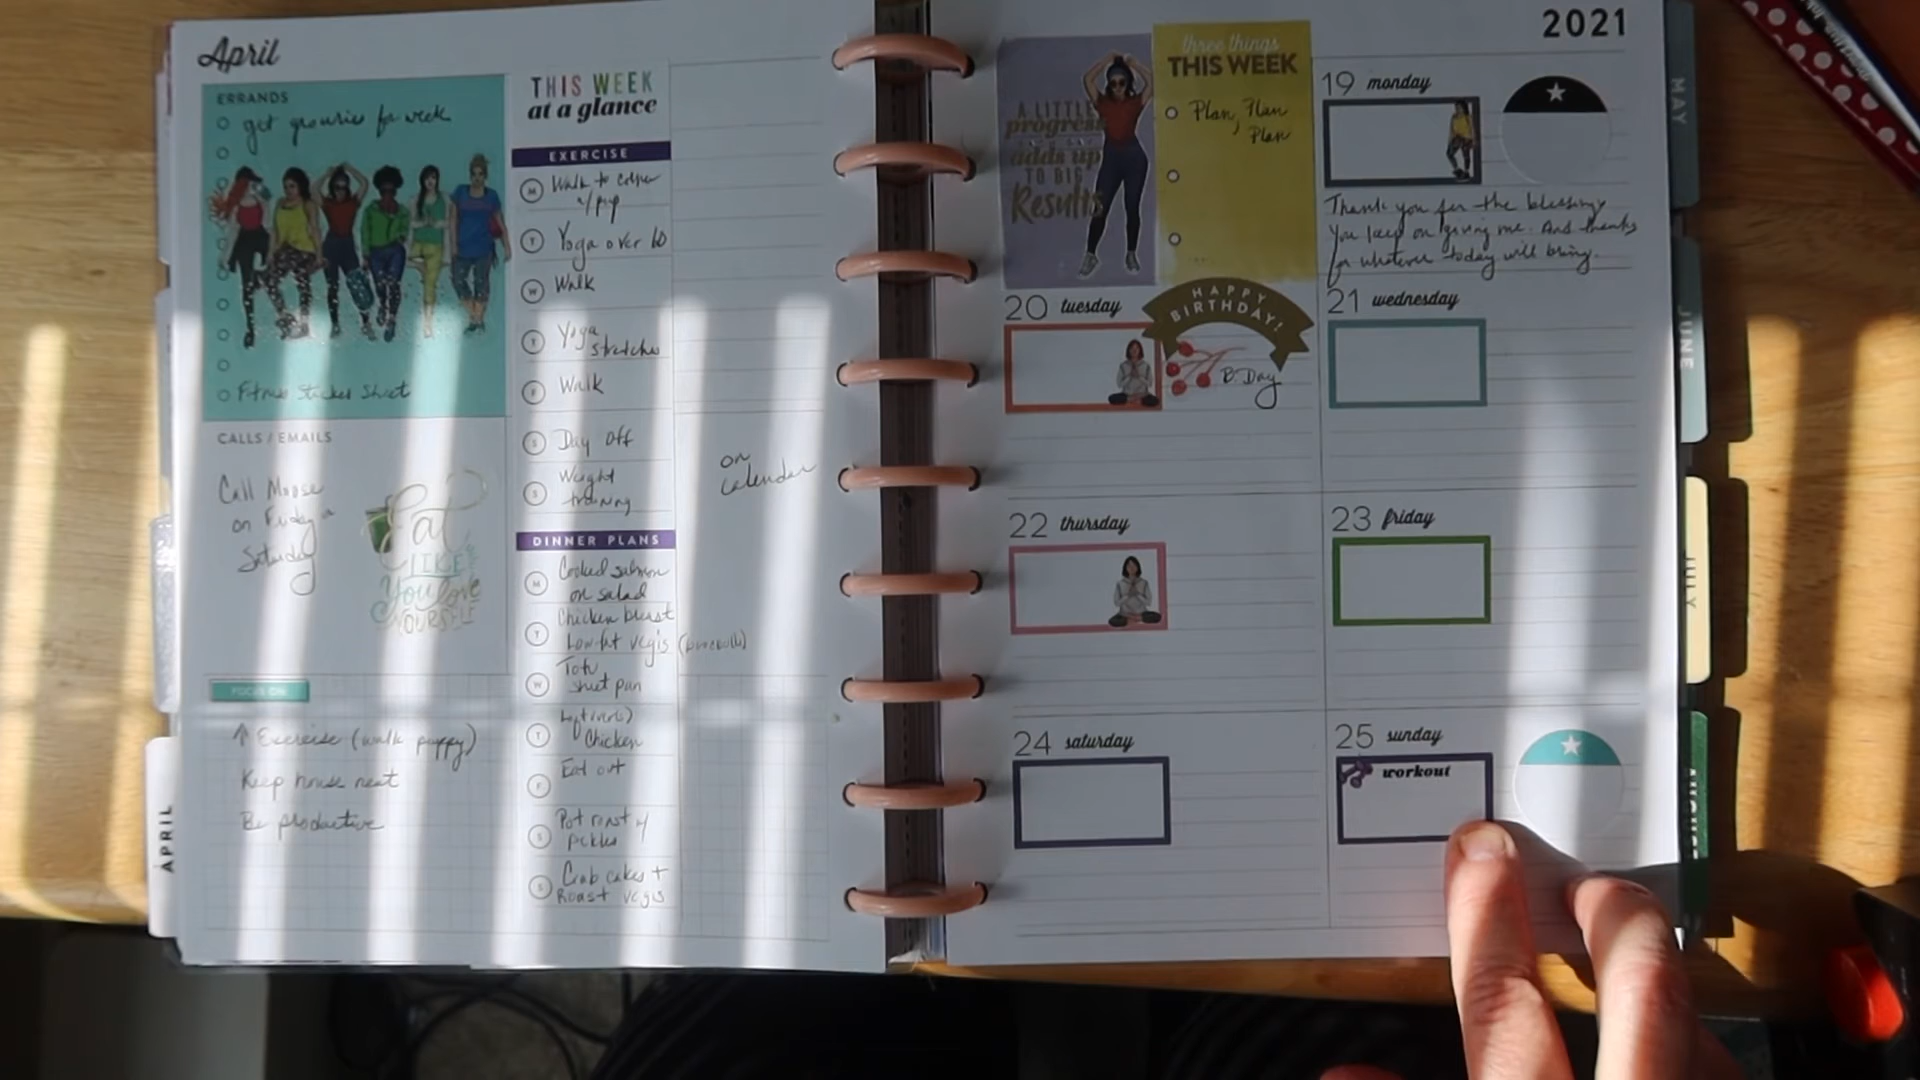 April
ERRANDS
get groceries for week
Fitness Sticker Sheet
CALLS / EMAILS
Call Moose
on Friday or
Saturday
Eat
LIKE
You love
YOURSELF
FOCUS ON
↑ Exercise (walk puppy)
Keep house neat
Be productive
APRIL
THIS WEEK
at a glance
EXERCISE
M Walk to corner
w/ pup
T Yoga over 60
W Walk
T Yoga
stretches
F Walk
S Day off
S Weight
training
on
calendar
DINNER PLANS
M Cooked salmon
on salad
T Chicken breast
Low-fat vegis
W Tofu
sheet pan
T Leftovers
Chicken
F Eat out
S Pot roast w/
pickles
S Crab cakes +
Roast vegis
2021
A LITTLE
progress
adds up
TO BIG
Results
three things
THIS WEEK
Plan, Plan
Plan
19 monday
Thank you for the blessings
you keep on giving me. And thanks
for whatever today will bring.
20 tuesday
HAPPY
BIRTHDAY!
B. Day
21 wednesday
22 thursday
23 friday
24 saturday
25 sunday
workout
MAY
JUNE
JULY